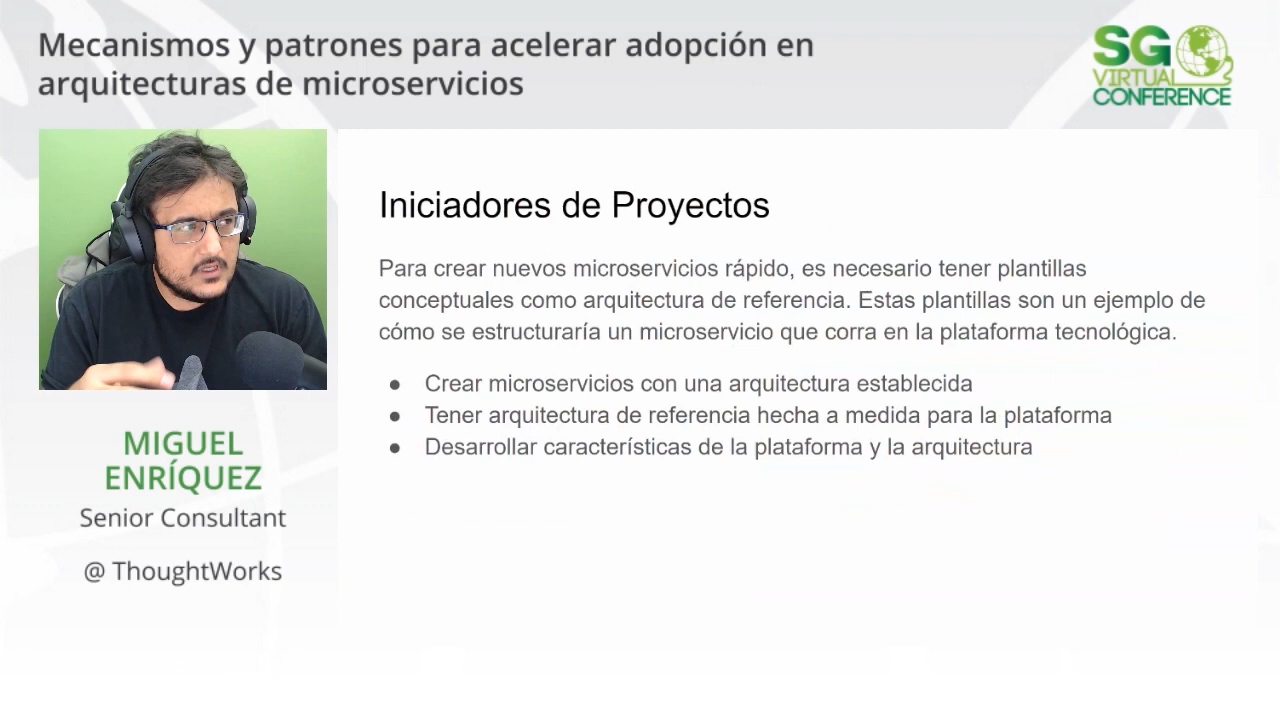 Mecanismos y patrones para acelerar adopción en
arquitecturas de microservicios
SG
VIRTUAL
CONFERENCE
Iniciadores de Proyectos
Para crear nuevos microservicios rápido, es necesario tener plantillas
conceptuales como arquitectura de referencia. Estas plantillas son un ejemplo de
cómo se estructuraría un microservicio que corra en la plataforma tecnológica.
● Crear microservicios con una arquitectura establecida
● Tener arquitectura de referencia hecha a medida para la plataforma
● Desarrollar características de la plataforma y la arquitectura
MIGUEL
ENRÍQUEZ
Senior Consultant
@ ThoughtWorks